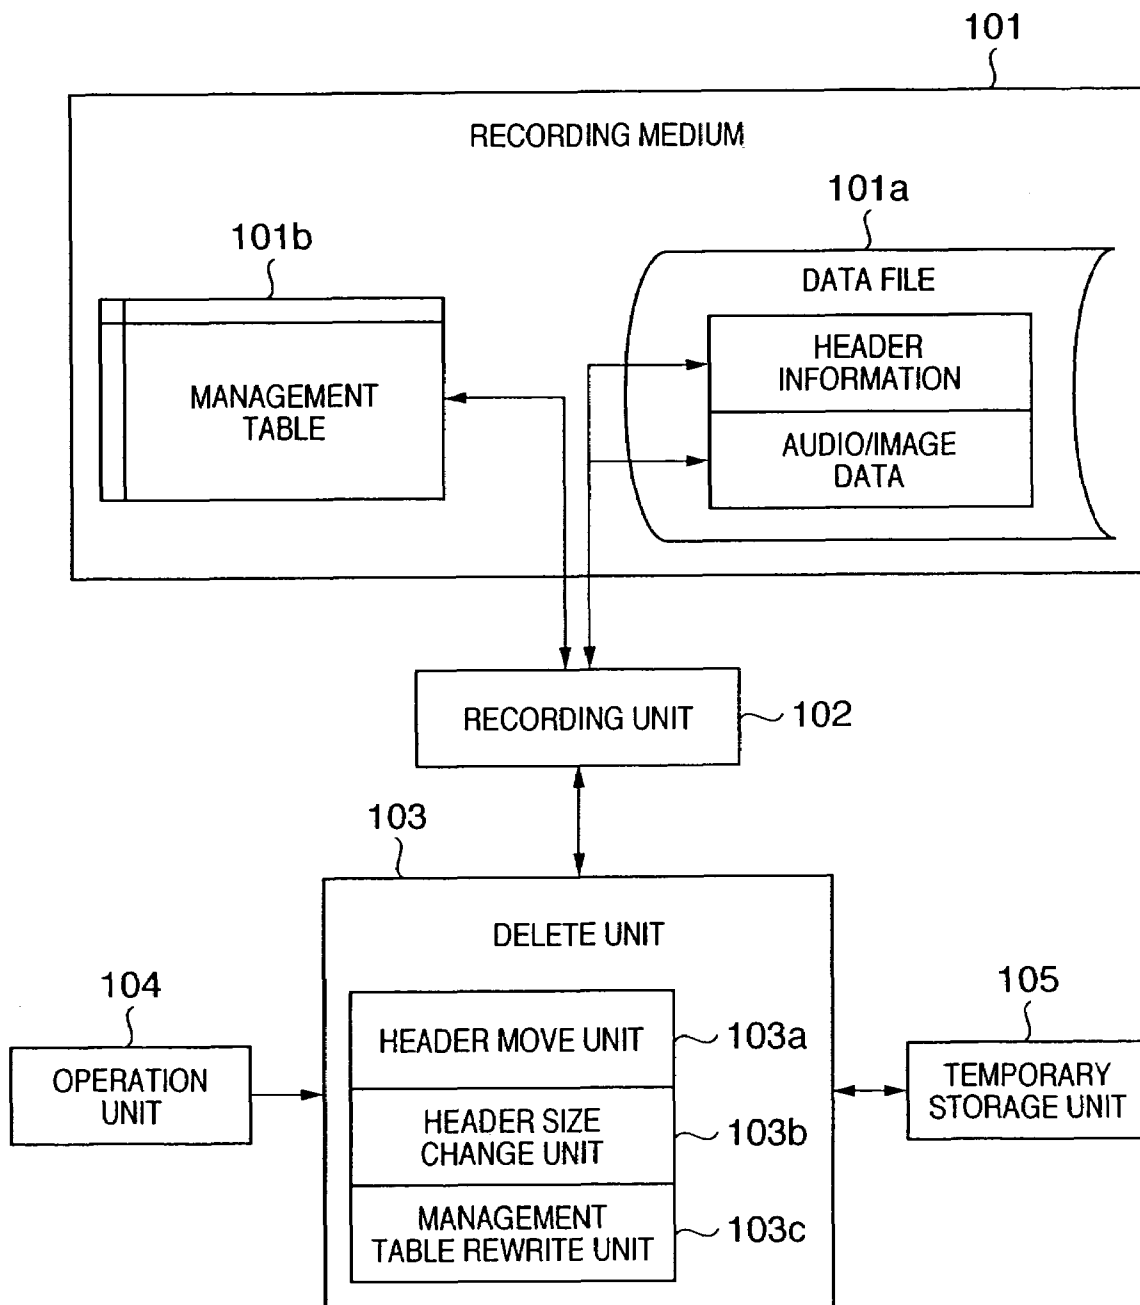 101
RECORDING MEDIUM
101a
101b
DATA FILE
HEADER
INFORMATION
MANAGEMENT
TABLE
AUDIO/IMAGE
DATA
RECORDING UNIT
102
103
DELETE UNIT
104
105
HEADER MOVE UNIT
103a
OPERATION
UNIT
TEMPORARY
STORAGE UNIT
HEADER SIZE
CHANGE UNIT
103b
MANAGEMENT
TABLE REWRITE UNIT
103c